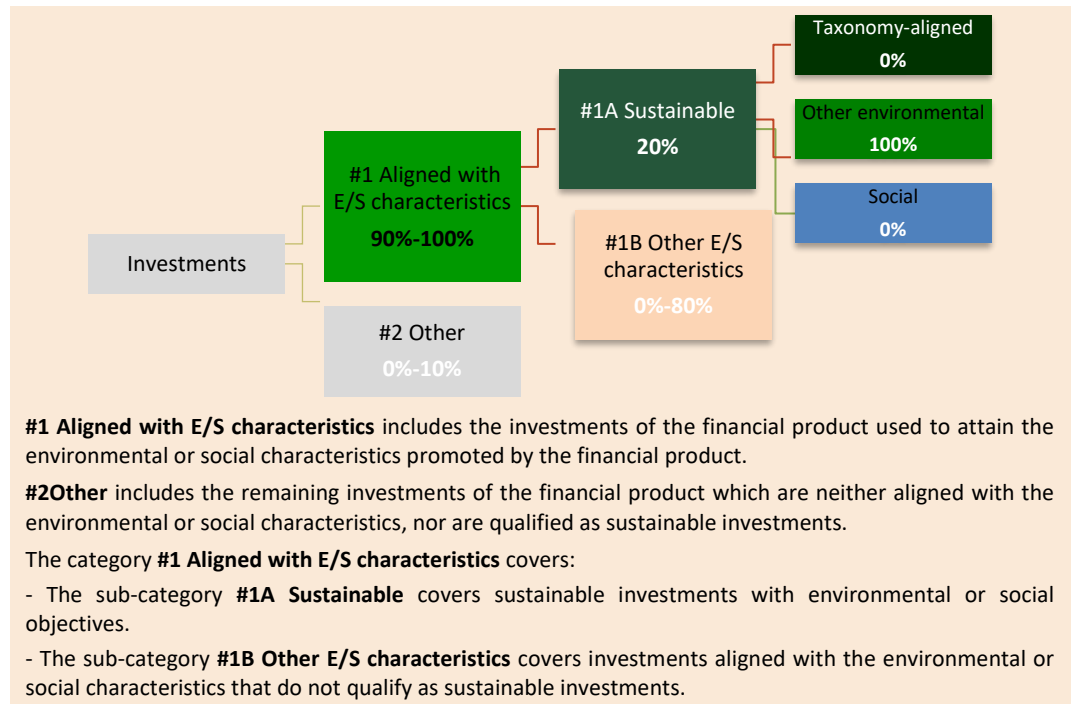 Taxonomy-aligned
0%
#1A Sustainable
20%
Other environmental
100%
#1 Aligned with
E/S characteristics
90%-100%
Social
0%
#1B Other E/S
characteristics
0%-80%
Investments
#2 Other
0%-10%
#1 Aligned with E/S characteristics includes the investments of the financial product used to attain the
environmental or social characteristics promoted by the financial product.
#2Other includes the remaining investments of the financial product which are neither aligned with the
environmental or social characteristics, nor are qualified as sustainable investments.
The category #1 Aligned with E/S characteristics covers:
- The sub-category #1A Sustainable covers sustainable investments with environmental or social
objectives.
- The sub-category #1B Other E/S characteristics covers investments aligned with the environmental or
social characteristics that do not qualify as sustainable investments.